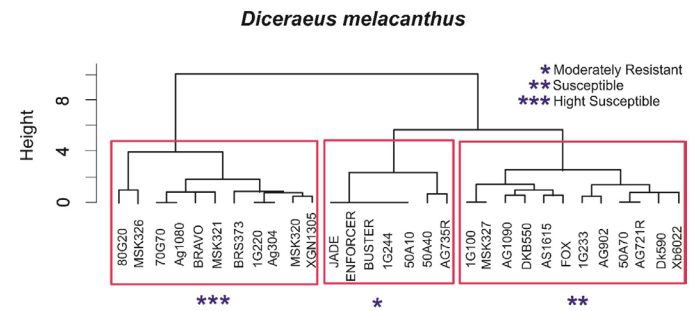 Diceraeus melacanthus
* Moderately Resistant
** Susceptible
*** Hight Susceptible
Height
8
4
0
80G20
MSK326
70G70
Ag1080
BRAVO
MSK321
BRS373
1G220
Ag304
MSK320
XGN1305
JADE
ENFORCER
BUSTER
1G244
50A10
50A40
AG735R
1G100
MSK327
AG1090
DKB550
AS1615
FOX
1G233
AG902
50A70
AG721R
Dk590
Xb6022
***
*
**